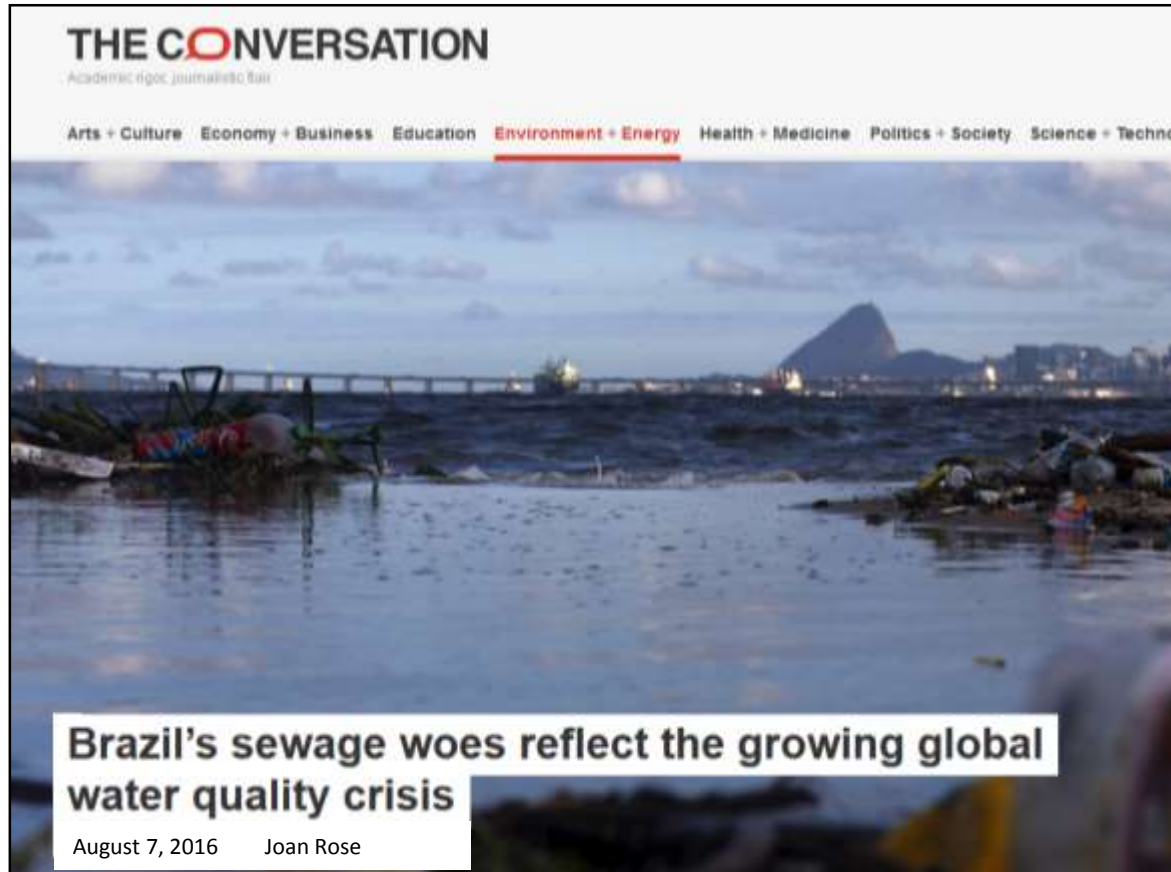 THE CONVERSATION
Academic rigor, journalistic flair
Arts + Culture Economy + Business Education Environment + Energy Health + Medicine Politics + Society Science + Techno
Brazil's sewage woes reflect the growing global
water quality crisis
August 7, 2016 Joan Rose